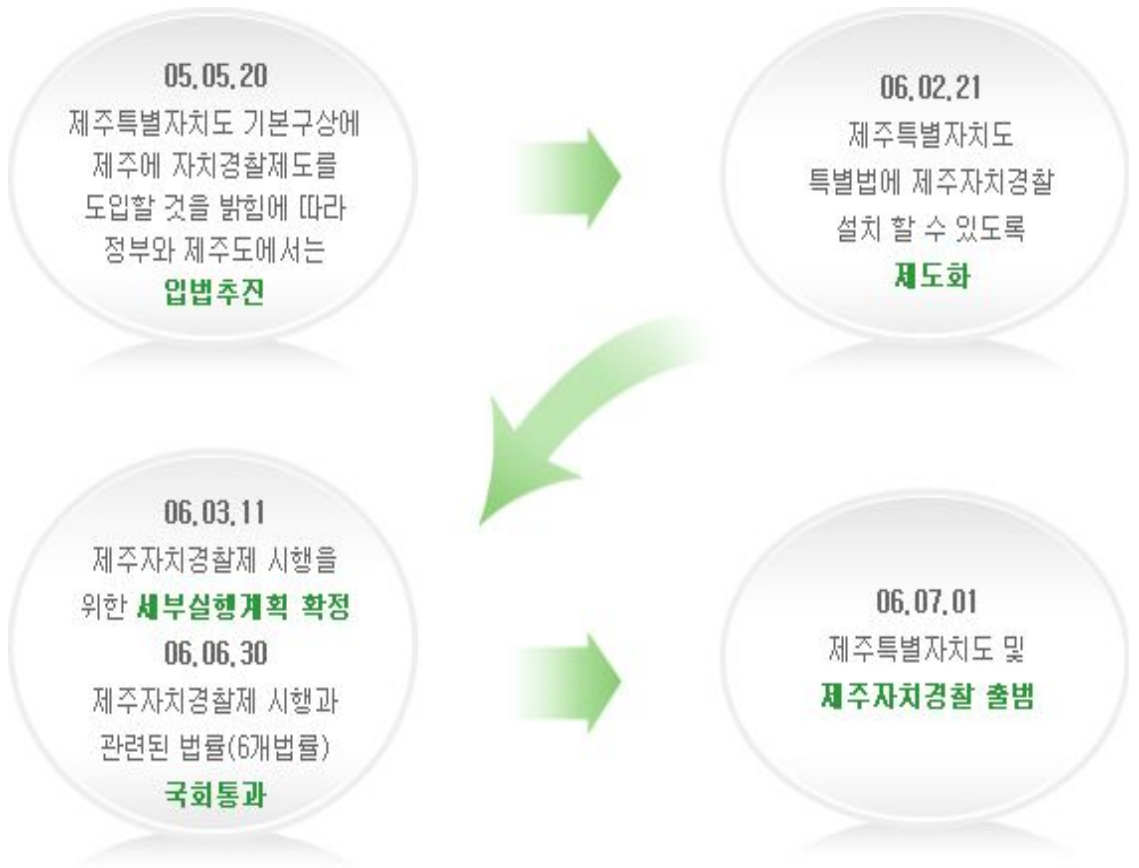 05.05.20
제주특별자치도 기본구상에
제주에 자치경찰제도를
도입할 것을 밝힘에 따라
정부와 제주도에서는
입법추진
06.02.21
제주특별자치도
특별법에 제주자치경찰
설치 할 수 있도록
제도화
06.03.11
제주자치경찰제 시행을
위한 세부실행계획 확정
06.06.30
제주자치경찰제 시행과
관련된 법률(6개법률)
국회통과
06.07.01
제주특별자치도 및
제주자치경찰 출범